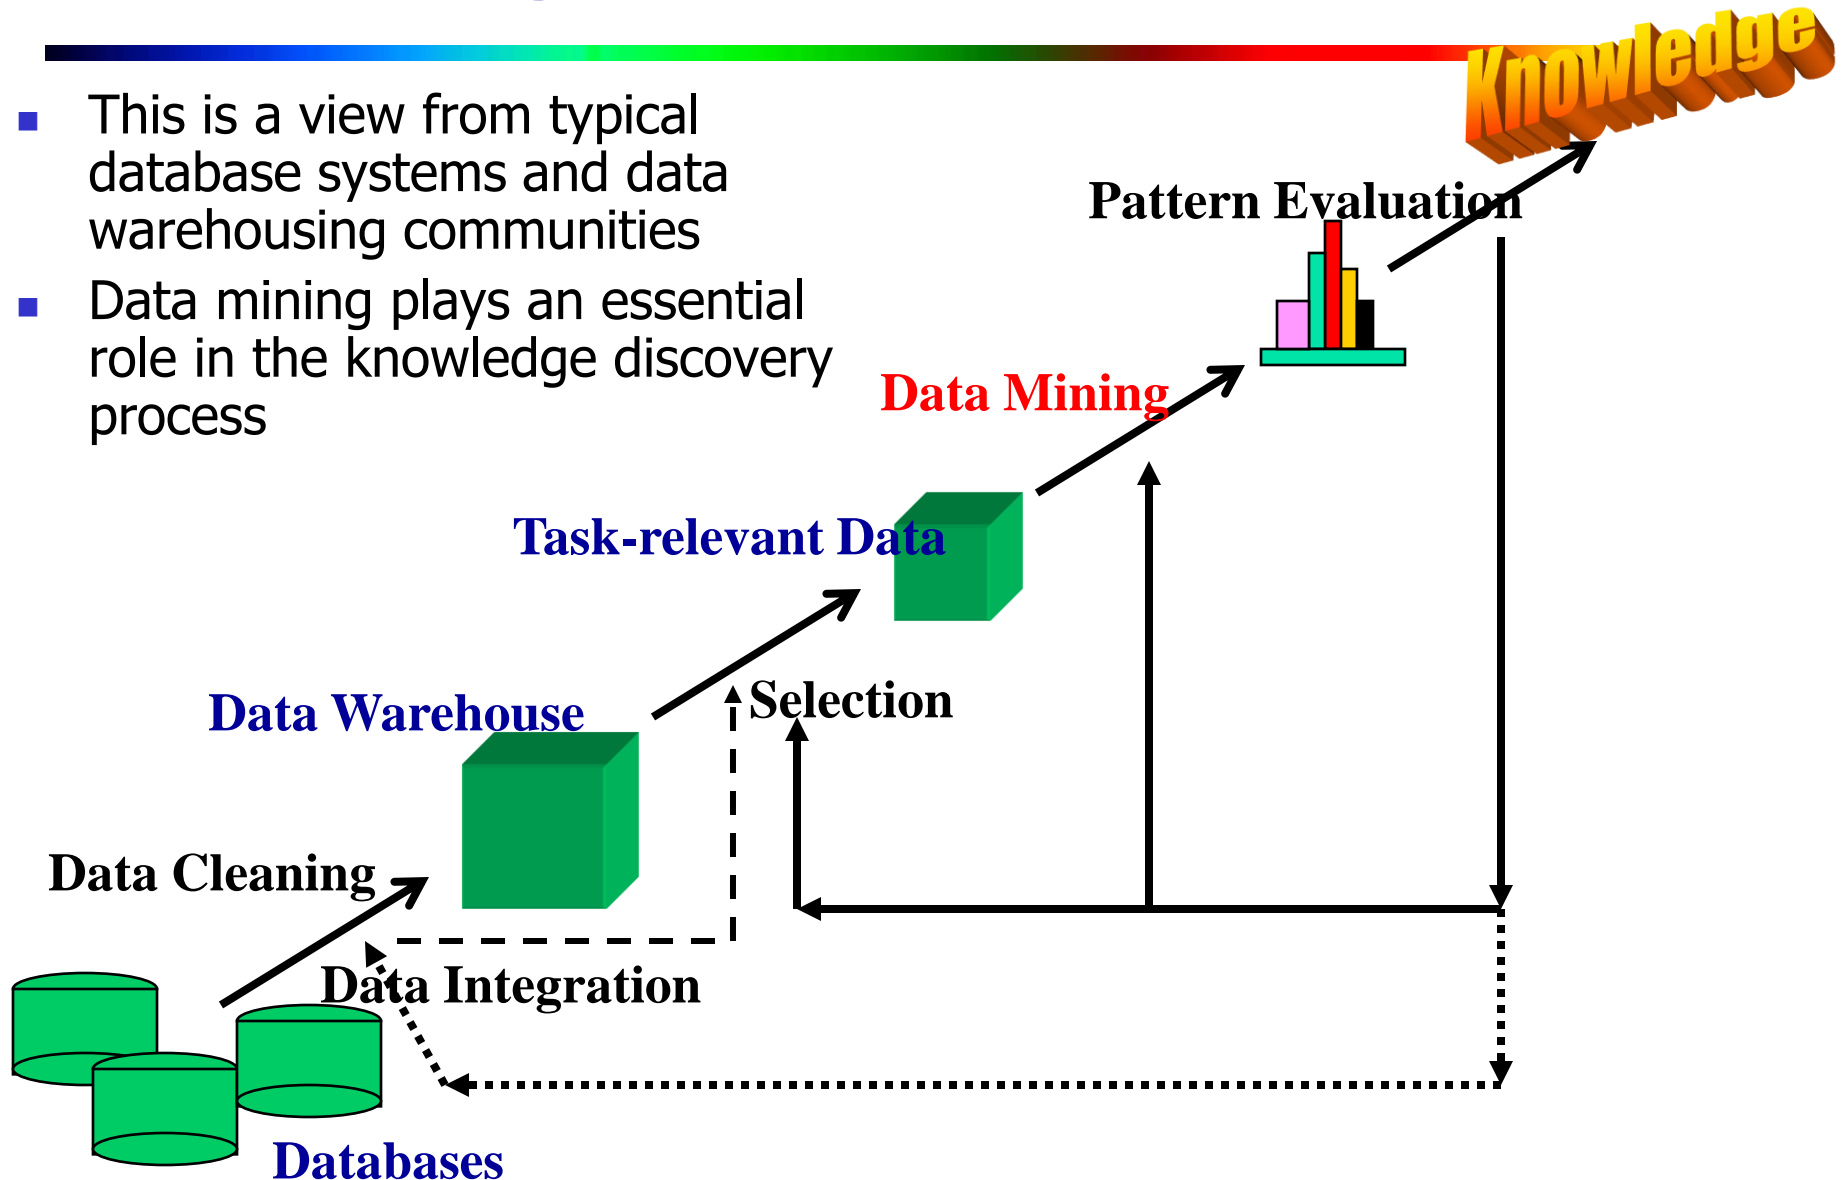 Knowledge
This is a view from typical
database systems and data
warehousing communities
Data mining plays an essential
role in the knowledge discovery
process
Pattern Evaluation
Data Mining
Task-relevant Data
Selection
Data Warehouse
Data Cleaning
Data Integration
Databases